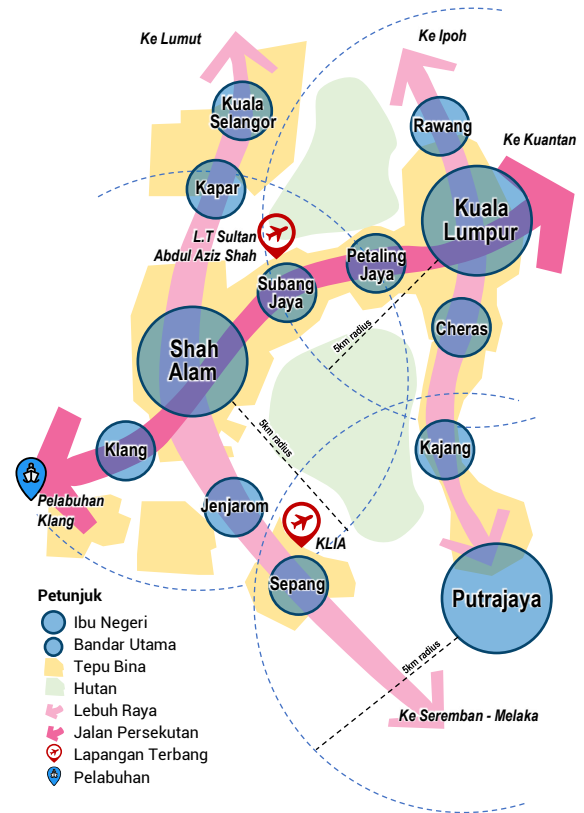 Ke Lumut
Ke Ipoh
Kuala
Selangor
Rawang
Ke Kuantan
Kapar
Kuala
Lumpur
L.T Sultan
Abdul Aziz Shah
Petaling
Jaya
Subang
Jaya
Cheras
5km radius
Shah
Alam
5km radius
Klang
Kajang
Pelabuhan
Klang
Jenjarom
KLIA
Sepang
Putrajaya
5km radius
Ke Seremban - Melaka
Petunjuk
Ibu Negeri
Bandar Utama
Tepu Bina
Hutan
Lebuh Raya
Jalan Persekutan
Lapangan Terbang
Pelabuhan